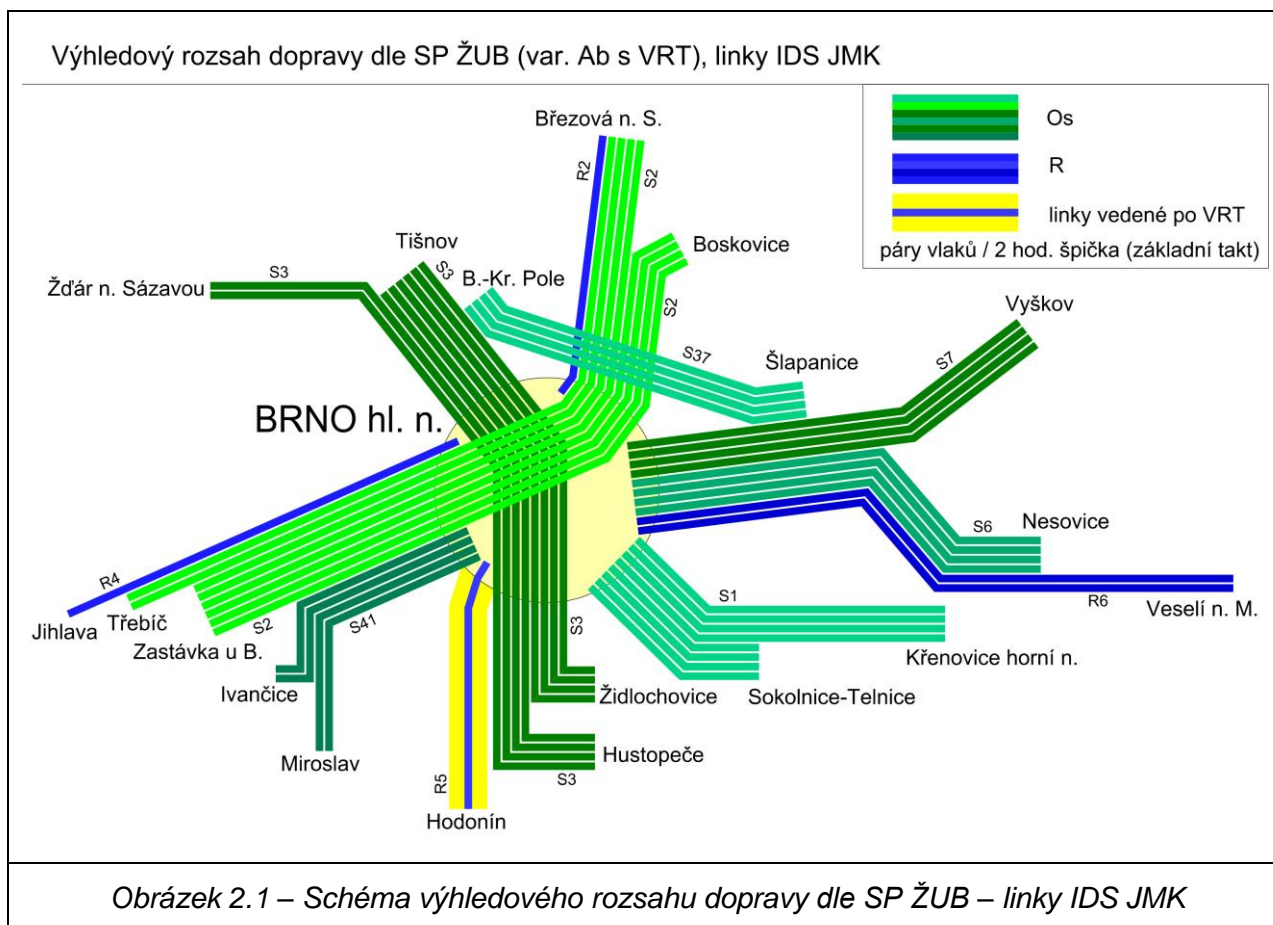 Výhledový rozsah dopravy dle SP ŽUB (var. Ab s VRT), linky IDS JMK
Os
R
linky vedené po VRT
páry vlaků / 2 hod. špička (základní takt)
Březová n. S.
R2
S2
Tišnov
S3
B.-Kr. Pole
Boskovice
S2
S3
Žďár n. Sázavou
Vyškov
S37
Šlapanice
S7
BRNO hl. n.
S6
Nesovice
R4
Jihlava
Třebíč
S2
Zastávka u B.
S41
Ivančice
Miroslav
R5
Hodonín
S3
Židlochovice
Hustopeče
S3
S1
Křenovice horní n.
Sokolnice-Telnice
R6
Veselí n. M.
Obrázek 2.1 – Schéma výhledového rozsahu dopravy dle SP ŽUB – linky IDS JMK